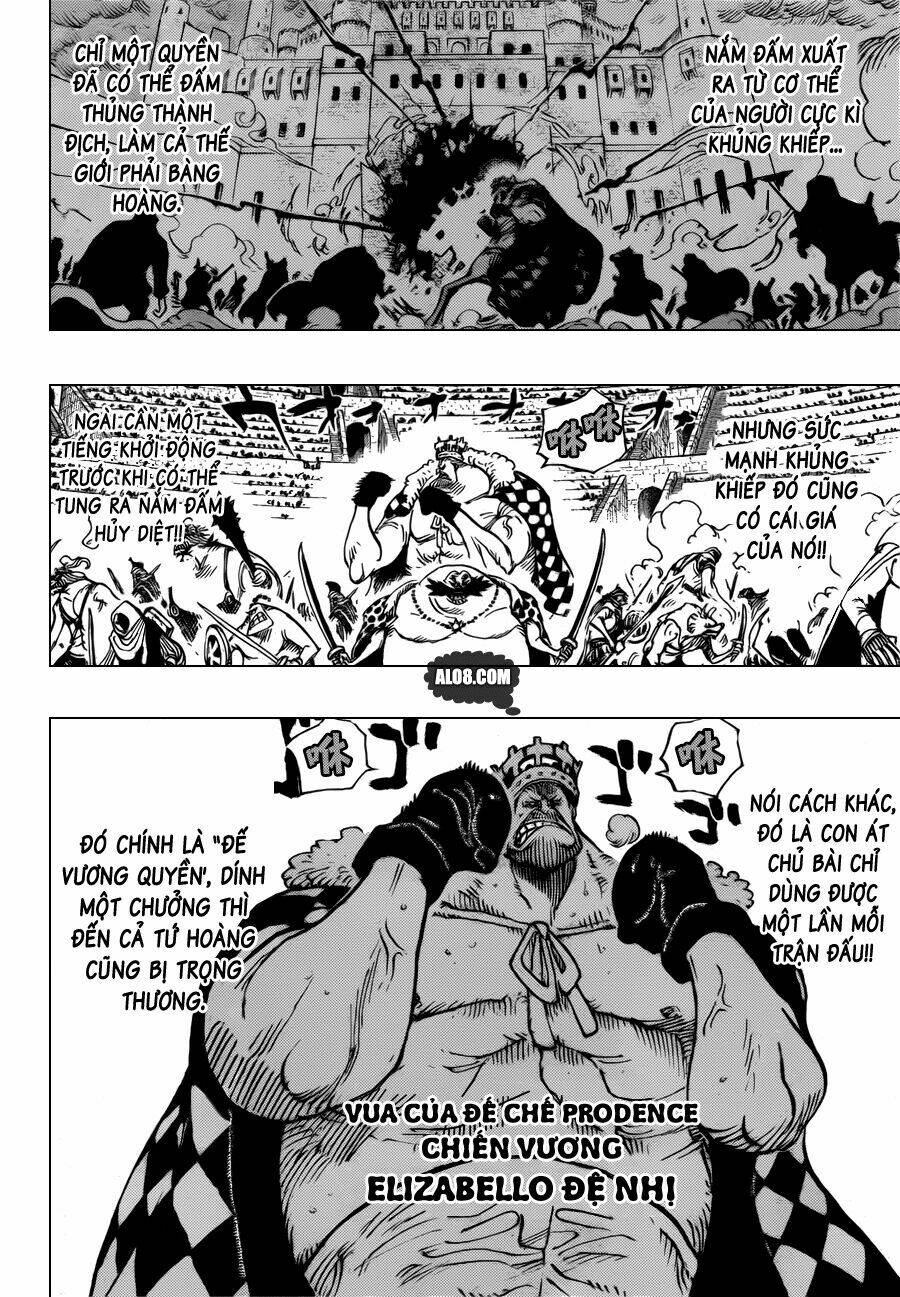 NẮM ĐẤM XUẤT
RA TỪ CƠ THỂ
CỦA NGƯỜI CỰC KÌ
KHỦNG KHIẾP...
CHỈ MỘT QUYỀN
ĐÃ CÓ THỂ ĐẤM
THỦNG THÀNH
ĐỊCH, LÀM CẢ THẾ
GIỚI PHẢI BÀNG
HOÀNG.
咻咻
NHƯNG SỨC
MẠNH KHỦNG
KHIẾP ĐÓ CŨNG
CÓ CÁI GIÁ
CỦA NÓ!!
NGÀI CẦN MỘT
TIẾNG KHỞI ĐỘNG
TRƯỚC KHI CÓ THỂ
TUNG RA NẮM ĐẤM
HỦY DIỆT!!
ALO8.COM
咻
咻
NÓI CÁCH KHÁC,
ĐÓ LÀ CON ÁT
CHỦ BÀI CHỈ
DÙNG ĐƯỢC
MỘT LẦN MỖI
TRẬN ĐẤU!!
ĐÓ CHÍNH LÀ "ĐẾ
VƯƠNG QUYỀN', DÍNH
MỘT CHƯỞNG THÌ
ĐẾN CẢ TỨ HOÀNG
CŨNG BỊ TRỌNG
THƯƠNG.
VUA CỦA ĐẾ CHẾ PRODENCE
CHIẾN VƯƠNG
ELIZABELLO ĐỆ NHỊ